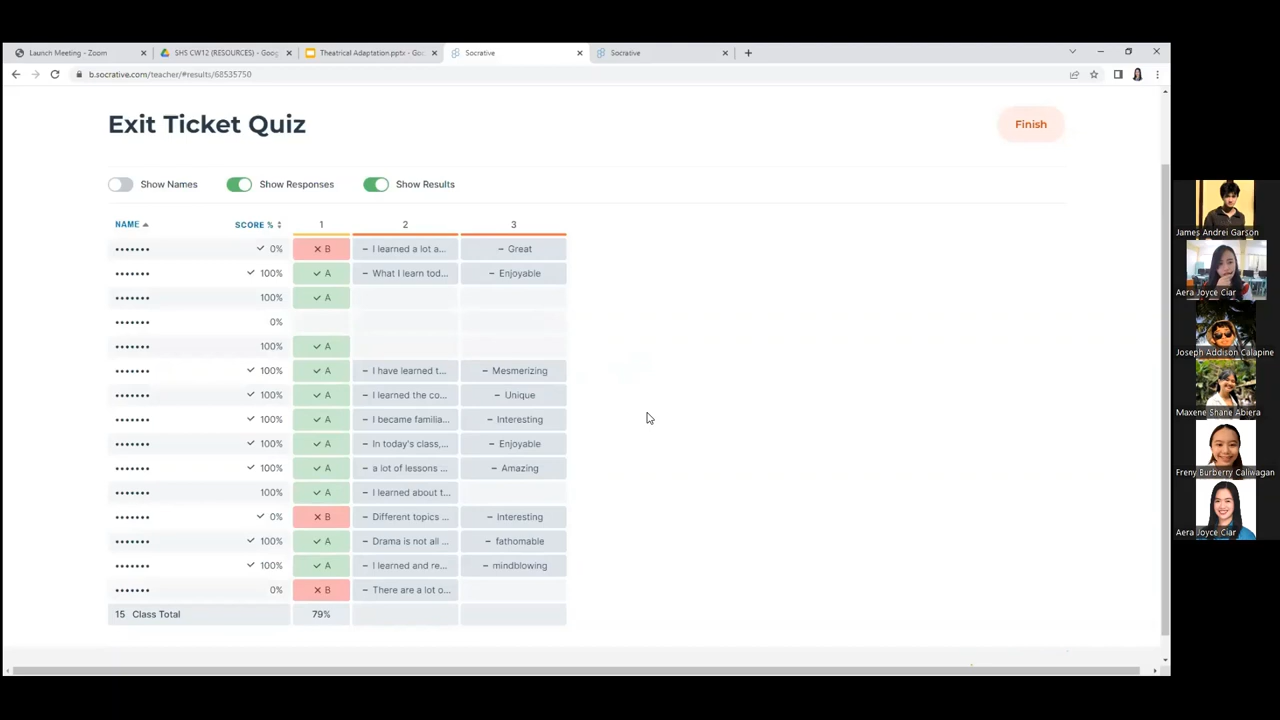 Launch Meeting - Zoom
SHS CW12 (RESOURCES) - Goog
Theatrical Adaptation.pptx - Goo
Socrative
Socrative
b.socrative.com/teacher/#results/68535750
Exit Ticket Quiz
Finish
Show Names Show Responses Show Results
NAME SCORE % 1 2 3
••••••• ✓ 0% ✕ B – I learned a lot a... – Great
••••••• ✓ 100% ✓ A – What I learn tod... – Enjoyable
••••••• 100% ✓ A
••••••• 0%
••••••• 100% ✓ A
••••••• ✓ 100% ✓ A – I have learned t... – Mesmerizing
••••••• ✓ 100% ✓ A – I learned the co... – Unique
••••••• ✓ 100% ✓ A – I became familia... – Interesting
••••••• ✓ 100% ✓ A – In today's class,... – Enjoyable
••••••• ✓ 100% ✓ A – a lot of lessons ... – Amazing
••••••• 100% ✓ A – I learned about t...
••••••• ✓ 0% ✕ B – Different topics ... – Interesting
••••••• ✓ 100% ✓ A – Drama is not all ... – fathomable
••••••• ✓ 100% ✓ A – I learned and re... – mindblowing
••••••• 0% ✕ B – There are a lot o...
15 Class Total 79%
James Andrei Garson
Aera Joyce Ciar
Joseph Addison Calapine
Maxene Shane Abiera
Freny Burberry Caliwagan
Aera Joyce Ciar